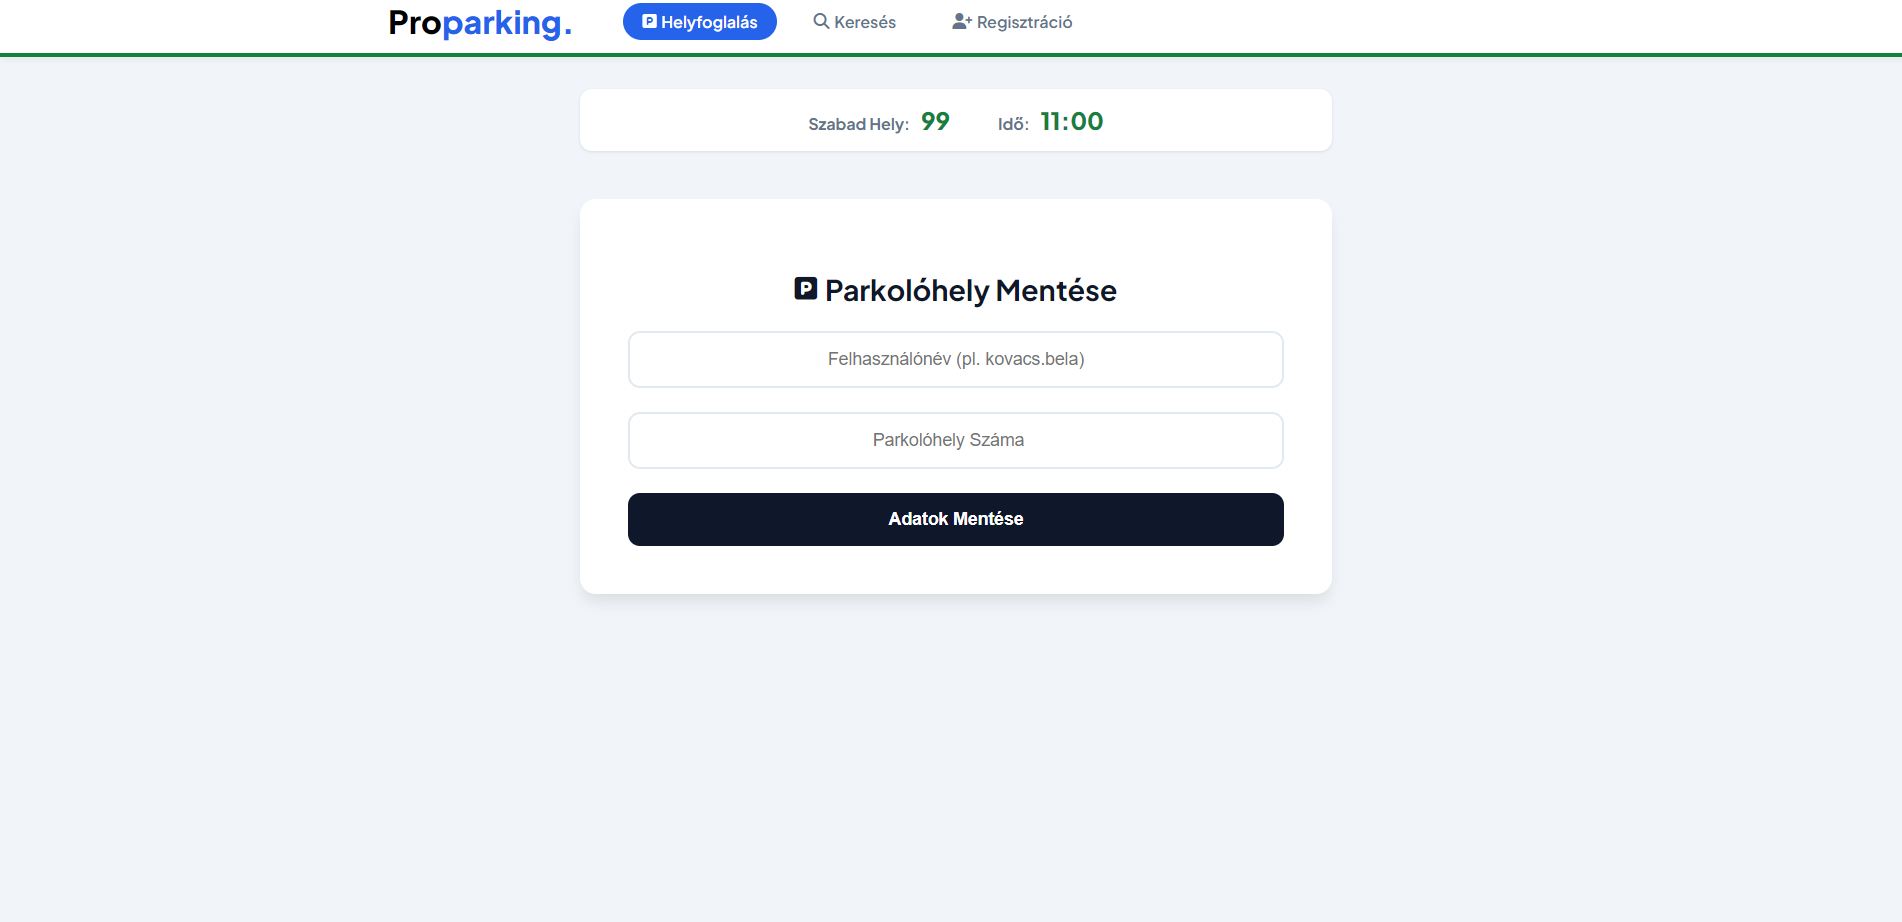 Proparking. Helyfoglalás Keresés Regisztráció
Szabad Hely: 99 Idő: 11:00
Parkolóhely Mentése
Felhasználónév (pl. kovacs.bela)
Parkolóhely Száma
Adatok Mentése